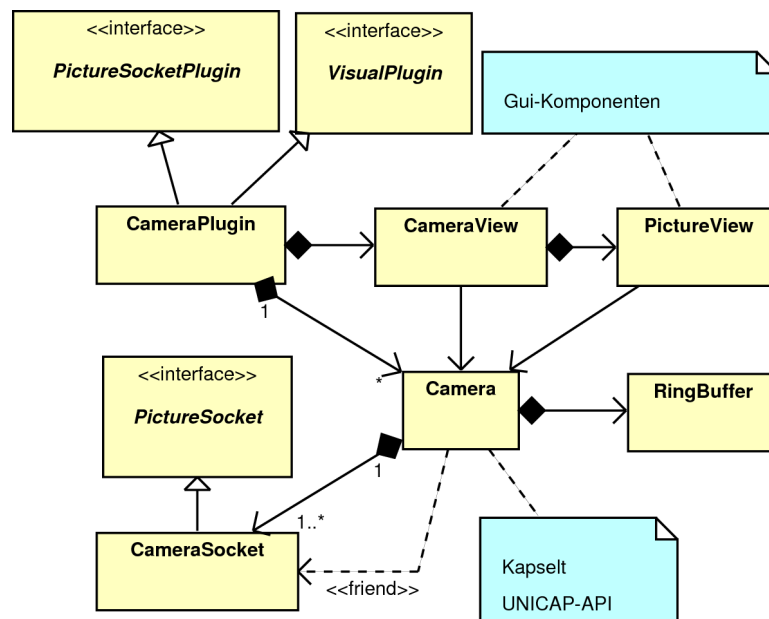 <<interface>>
PictureSocketPlugin
<<interface>>
VisualPlugin
Gui-Komponenten
CameraPlugin
CameraView
PictureView
1
*
<<interface>>
PictureSocket
Camera
RingBuffer
1
1..*
CameraSocket
<<friend>>
Kapselt
UNICAP-API